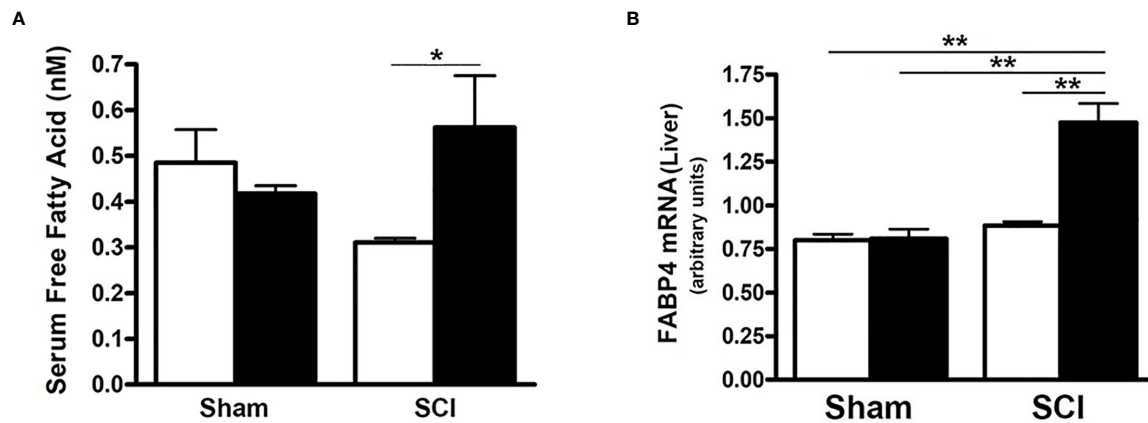 A
Serum Free Fatty Acid (nM)
0.7
0.6
0.5
0.4
0.3
0.2
0.1
0.0
*
Sham
SCI
B
FABP4 mRNA (Liver)
(arbitrary units)
1.75
1.50
1.25
1.00
0.75
0.50
0.25
0.00
**
**
**
Sham
SCI